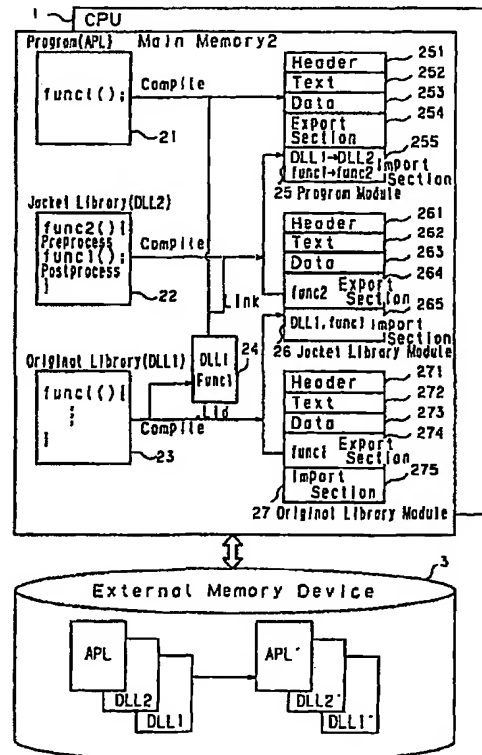 1
CPU
Main Memory2
Program(APL)
func1();
21
Compile
Jacket Library(DLL2)
func2(){
Preprocess
func1();
Postprocess
}
22
Compile
Link
Original Library(DLL1)
func1(){
}
23
Compile
.Lib
DLL1
Func1
24
Header
251
Text
252
Data
253
Export Section
254
255
DLL1→DLL2
func1→func2
Import Section
25 Program Module
Header
261
Text
262
Data
263
264
func2 Export Section
265
DLL1, func1 Import Section
26 Jacket Library Module
Header
271
Text
272
Data
273
274
func1 Export Section
Import Section
275
27 Original Library Module
3
External Memory Device
APL
DLL2
DLL1
APL'
DLL2'
DLL1'